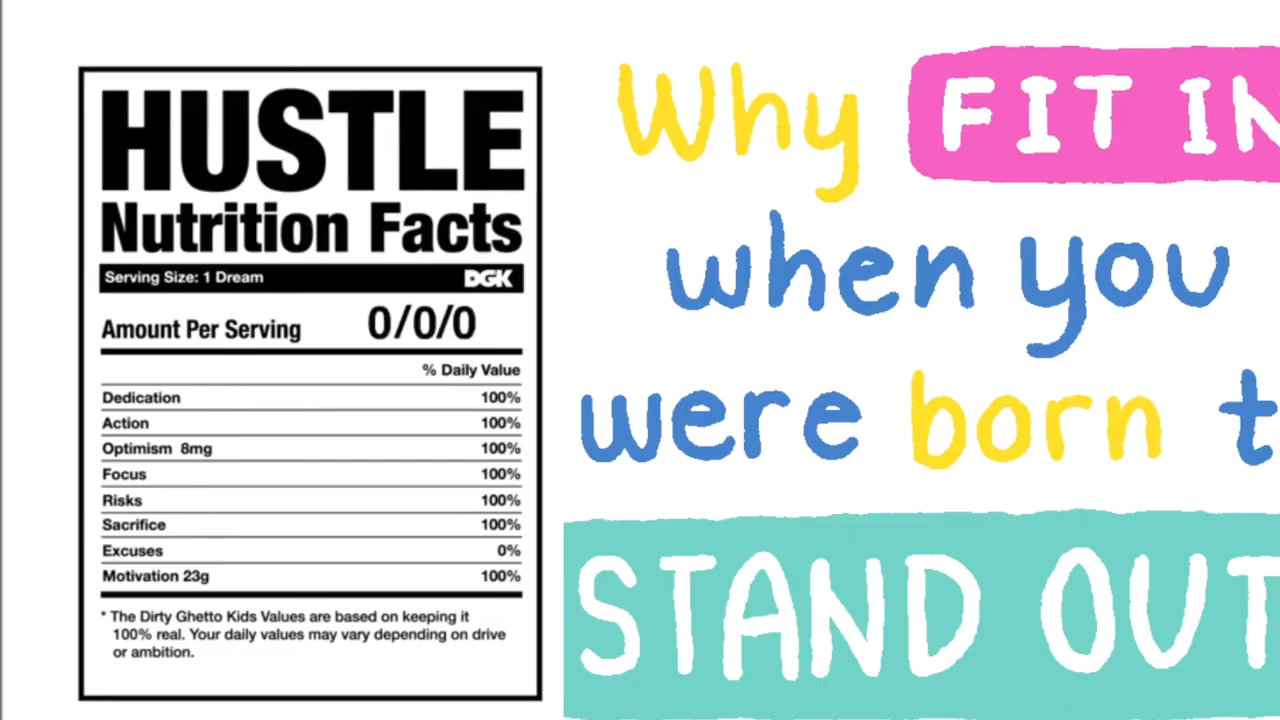 HUSTLE
Nutrition Facts
Serving Size: 1 Dream DGK
Amount Per Serving 0/0/0
% Daily Value
Dedication 100%
Action 100%
Optimism 8mg 100%
Focus 100%
Risks 100%
Sacrifice 100%
Excuses 0%
Motivation 23g 100%
* The Dirty Ghetto Kids Values are based on keeping it
100% real. Your daily values may vary depending on drive
or ambition.
Why FIT IN
when you
were born t
STAND OUT